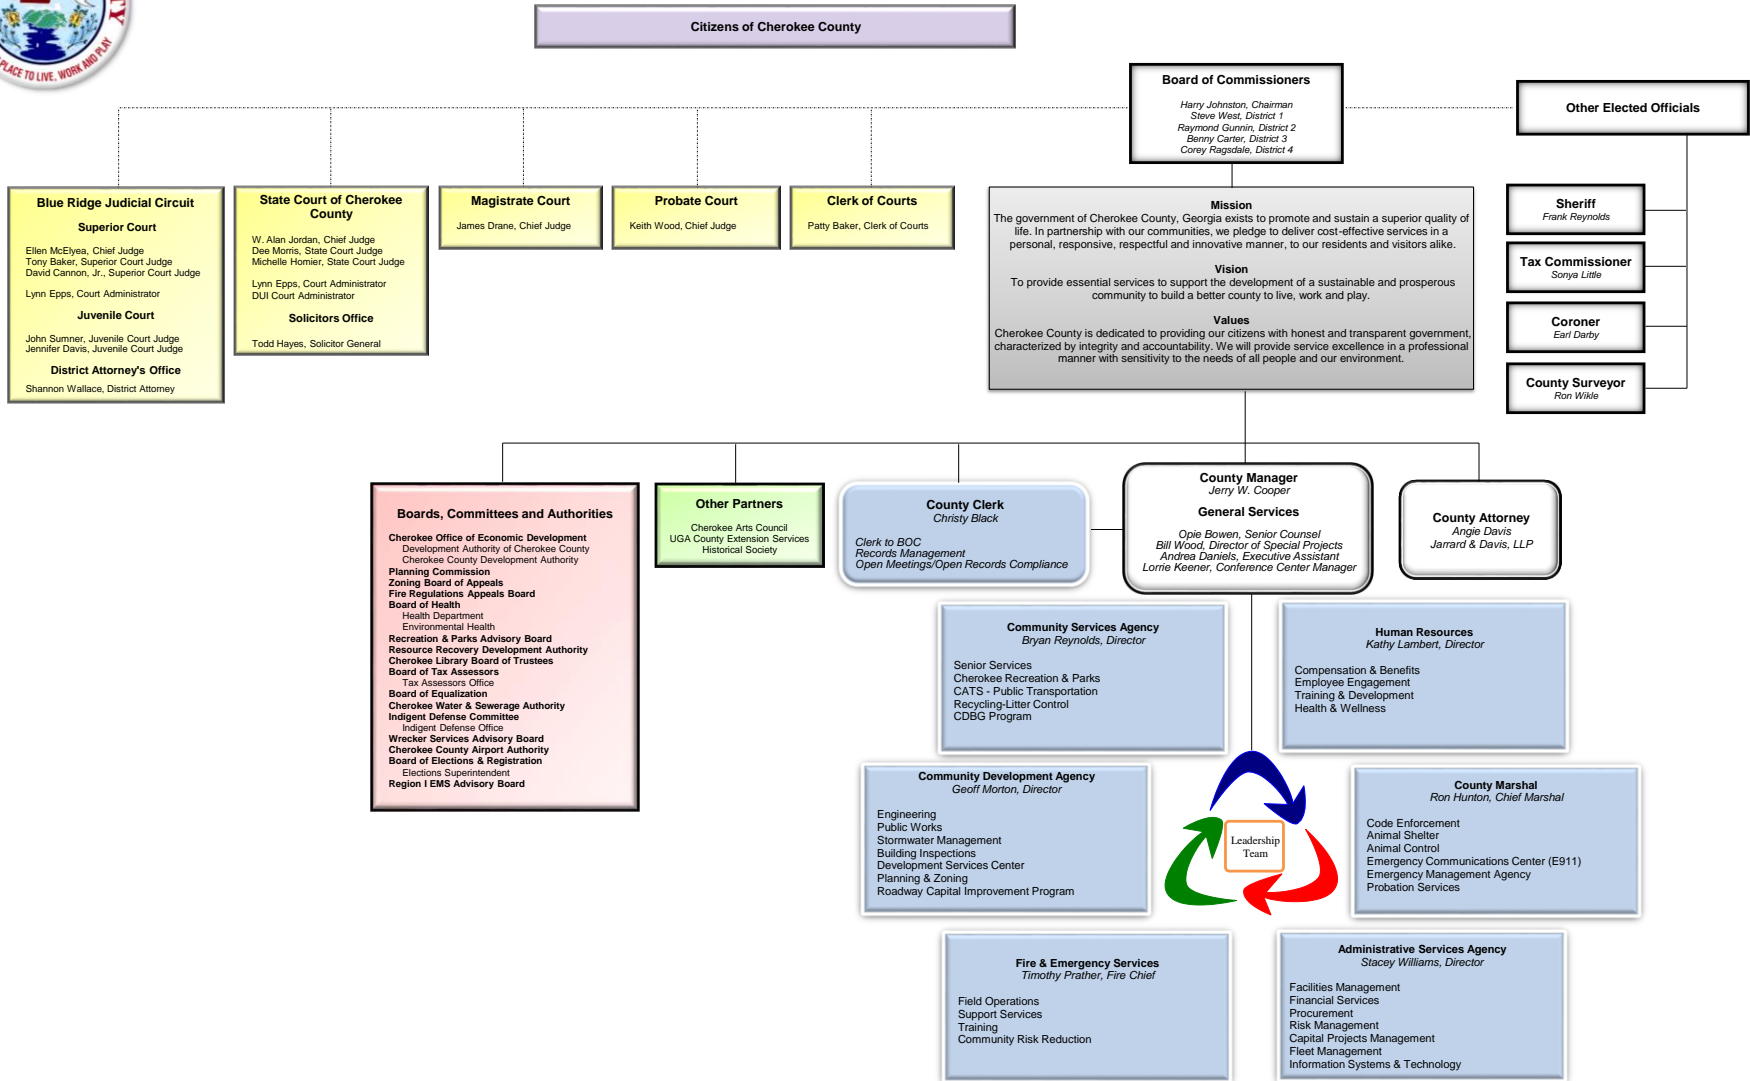 TY
PLACE TO LIVE, WORK AND PLAY
Citizens of Cherokee County
Board of Commissioners
Harry Johnston, Chairman
Steve West, District 1
Raymond Gunnin, District 2
Benny Carter, District 3
Corey Ragsdale, District 4
Other Elected Officials
Blue Ridge Judicial Circuit
Superior Court
Ellen McElyea, Chief Judge
Tony Baker, Superior Court Judge
David Cannon, Jr., Superior Court Judge
Lynn Epps, Court Administrator
Juvenile Court
John Sumner, Juvenile Court Judge
Jennifer Davis, Juvenile Court Judge
District Attorney's Office
Shannon Wallace, District Attorney
State Court of Cherokee
County
W. Alan Jordan, Chief Judge
Dee Morris, State Court Judge
Michelle Homier, State Court Judge
Lynn Epps, Court Administrator
DUI Court Administrator
Solicitors Office
Todd Hayes, Solicitor General
Magistrate Court
James Drane, Chief Judge
Probate Court
Keith Wood, Chief Judge
Clerk of Courts
Patty Baker, Clerk of Courts
Mission
The government of Cherokee County, Georgia exists to promote and sustain a superior quality of
life. In partnership with our communities, we pledge to deliver cost-effective services in a
personal, responsive, respectful and innovative manner, to our residents and visitors alike.
Vision
To provide essential services to support the development of a sustainable and prosperous
community to build a better county to live, work and play.
Values
Cherokee County is dedicated to providing our citizens with honest and transparent government,
characterized by integrity and accountability. We will provide service excellence in a professional
manner with sensitivity to the needs of all people and our environment.
Sheriff
Frank Reynolds
Tax Commissioner
Sonya Little
Coroner
Earl Darby
County Surveyor
Ron Wikle
Boards, Committees and Authorities
Cherokee Office of Economic Development
Development Authority of Cherokee County
Cherokee County Development Authority
Planning Commission
Zoning Board of Appeals
Fire Regulations Appeals Board
Board of Health
Health Department
Environmental Health
Recreation & Parks Advisory Board
Resource Recovery Development Authority
Cherokee Library Board of Trustees
Board of Tax Assessors
Tax Assessors Office
Board of Equalization
Cherokee Water & Sewerage Authority
Indigent Defense Committee
Indigent Defense Office
Wrecker Services Advisory Board
Cherokee County Airport Authority
Board of Elections & Registration
Elections Superintendent
Region I EMS Advisory Board
Other Partners
Cherokee Arts Council
UGA County Extension Services
Historical Society
County Clerk
Christy Black
Clerk to BOC
Records Management
Open Meetings/Open Records Compliance
County Manager
Jerry W. Cooper
General Services
Opie Bowen, Senior Counsel
Bill Wood, Director of Special Projects
Andrea Daniels, Executive Assistant
Lorrie Keener, Conference Center Manager
County Attorney
Angie Davis
Jarrard & Davis, LLP
Community Services Agency
Bryan Reynolds, Director
Senior Services
Cherokee Recreation & Parks
CATS - Public Transportation
Recycling-Litter Control
CDBG Program
Human Resources
Kathy Lambert, Director
Compensation & Benefits
Employee Engagement
Training & Development
Health & Wellness
Community Development Agency
Geoff Morton, Director
Engineering
Public Works
Stormwater Management
Building Inspections
Development Services Center
Planning & Zoning
Roadway Capital Improvement Program
Leadership
Team
County Marshal
Ron Hunton, Chief Marshal
Code Enforcement
Animal Shelter
Animal Control
Emergency Communications Center (E911)
Emergency Management Agency
Probation Services
Fire & Emergency Services
Timothy Prather, Fire Chief
Field Operations
Support Services
Training
Community Risk Reduction
Administrative Services Agency
Stacey Williams, Director
Facilities Management
Financial Services
Procurement
Risk Management
Capital Projects Management
Fleet Management
Information Systems & Technology